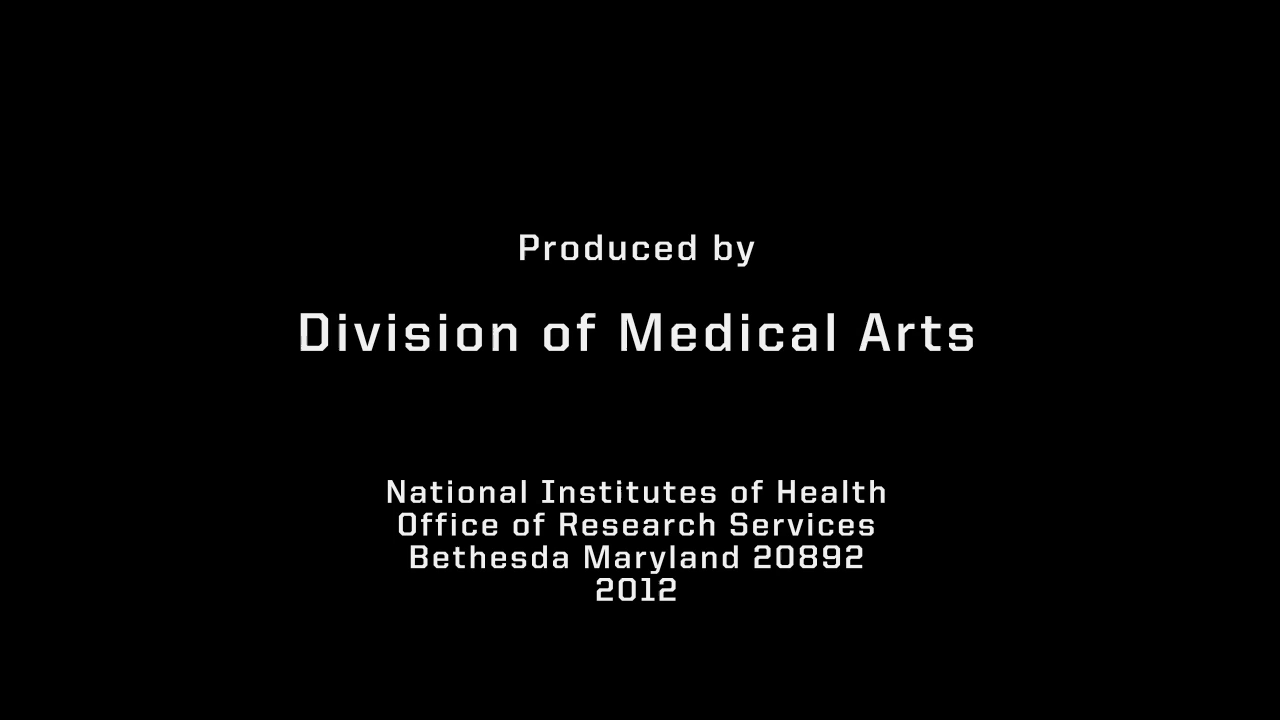 Produced by
Division of Medical Arts
National Institutes of Health
Office of Research Services
Bethesda Maryland 20892
2012